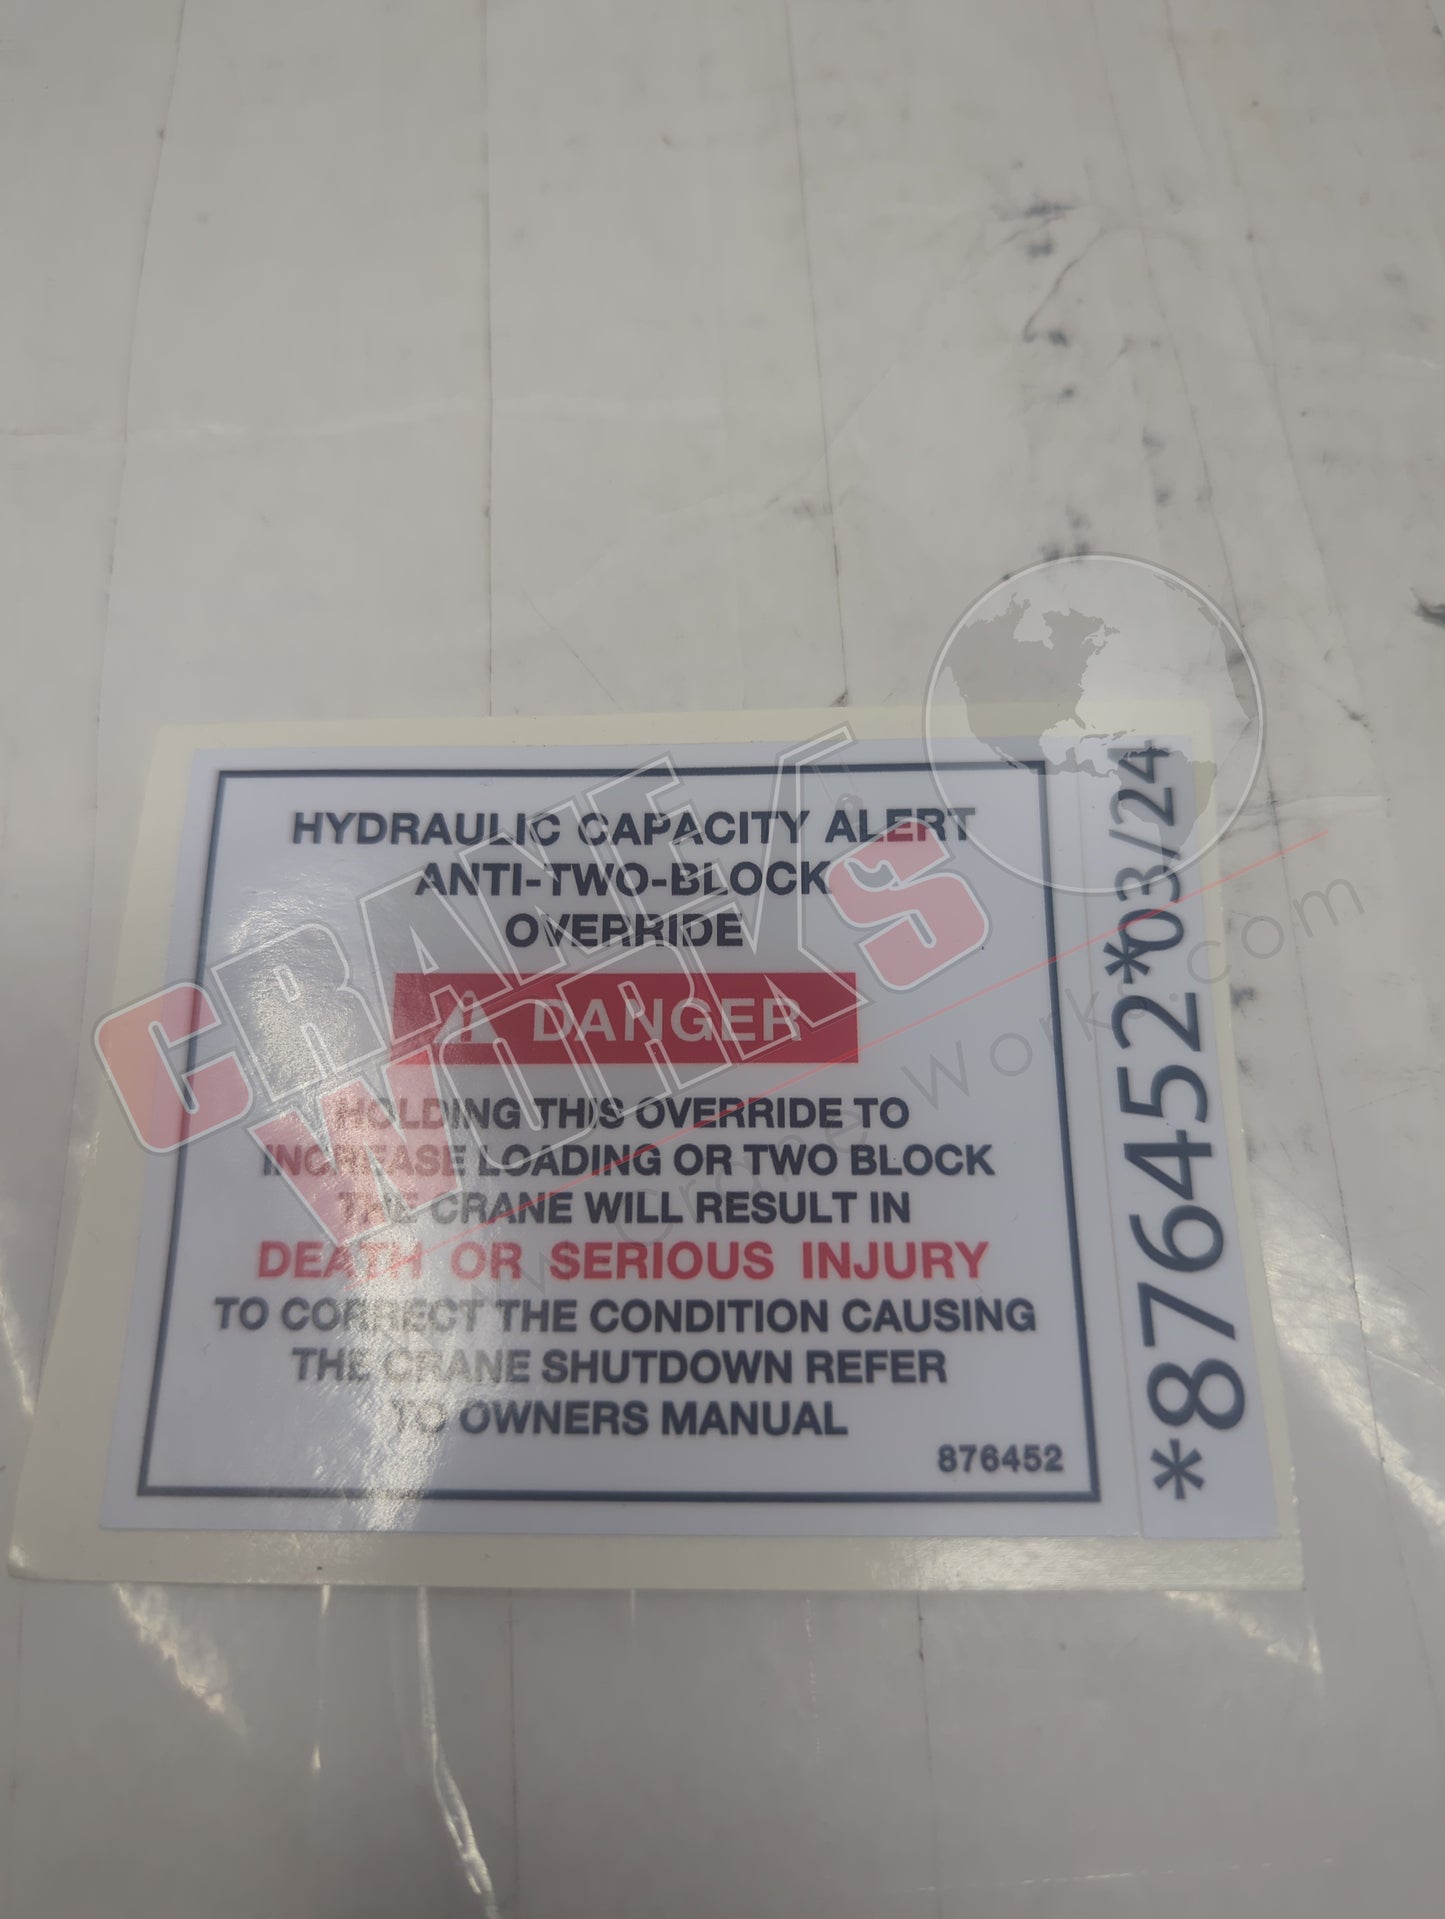 HYDRAULIC CAPACITY ALERT
ANTI-TWO-BLOCK
OVERRIDE
DANGER
HOLDING THIS OVERRIDE TO
INCREASE LOADING OR TWO BLOCK
THE CRANE WILL RESULT IN
DEATH OR SERIOUS INJURY
TO CORRECT THE CONDITION CAUSING
THE CRANE SHUTDOWN REFER
TO OWNERS MANUAL
876452
*876452*03/24
CRANE
WORKS
www.craneworks.com